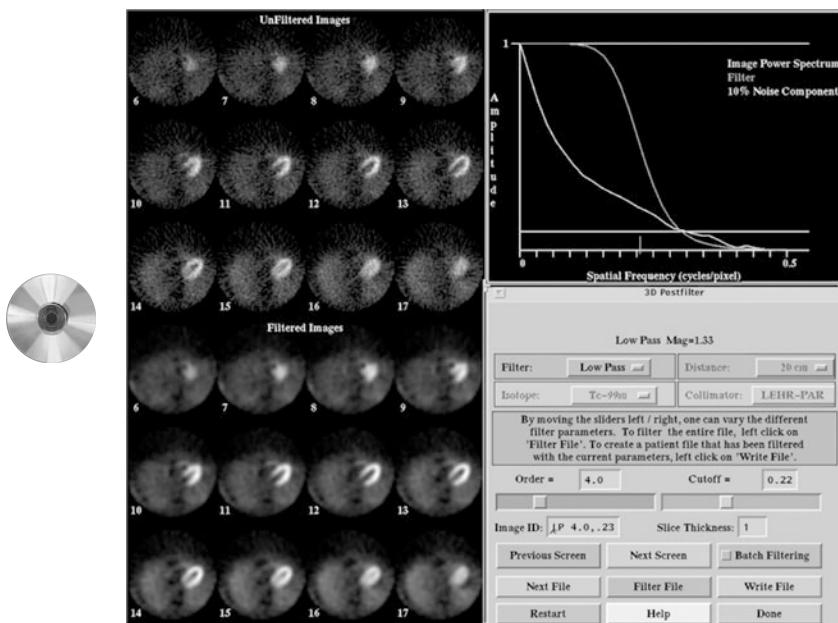 UnFiltered Images
6 7 8 9
10 11 12 13
14 15 16 17
Filtered Images
6 7 8 9
10 11 12 13
14 15 16 17
1
Amplitude
Image Power Spectrum
Filter
10% Noise Component
0 0.5
Spatial Frequency (cycles/pixel)
3D Postfilter
Low Pass Mag=1.33
Filter: Low Pass Distance: 20 cm
Isotope: Tc-99m Collimator: LEHR-PAR
By moving the sliders left / right, one can vary the different
filter parameters. To filter the entire file, left click on
'Filter File'. To create a patient file that has been filtered
with the current parameters, left click on 'Write File'.
Order = 4.0 Cutoff = 0.22
Image ID: LP 4.0,.23 Slice Thickness: 1
Previous Screen Next Screen Batch Filtering
Next File Filter File Write File
Restart Help Done